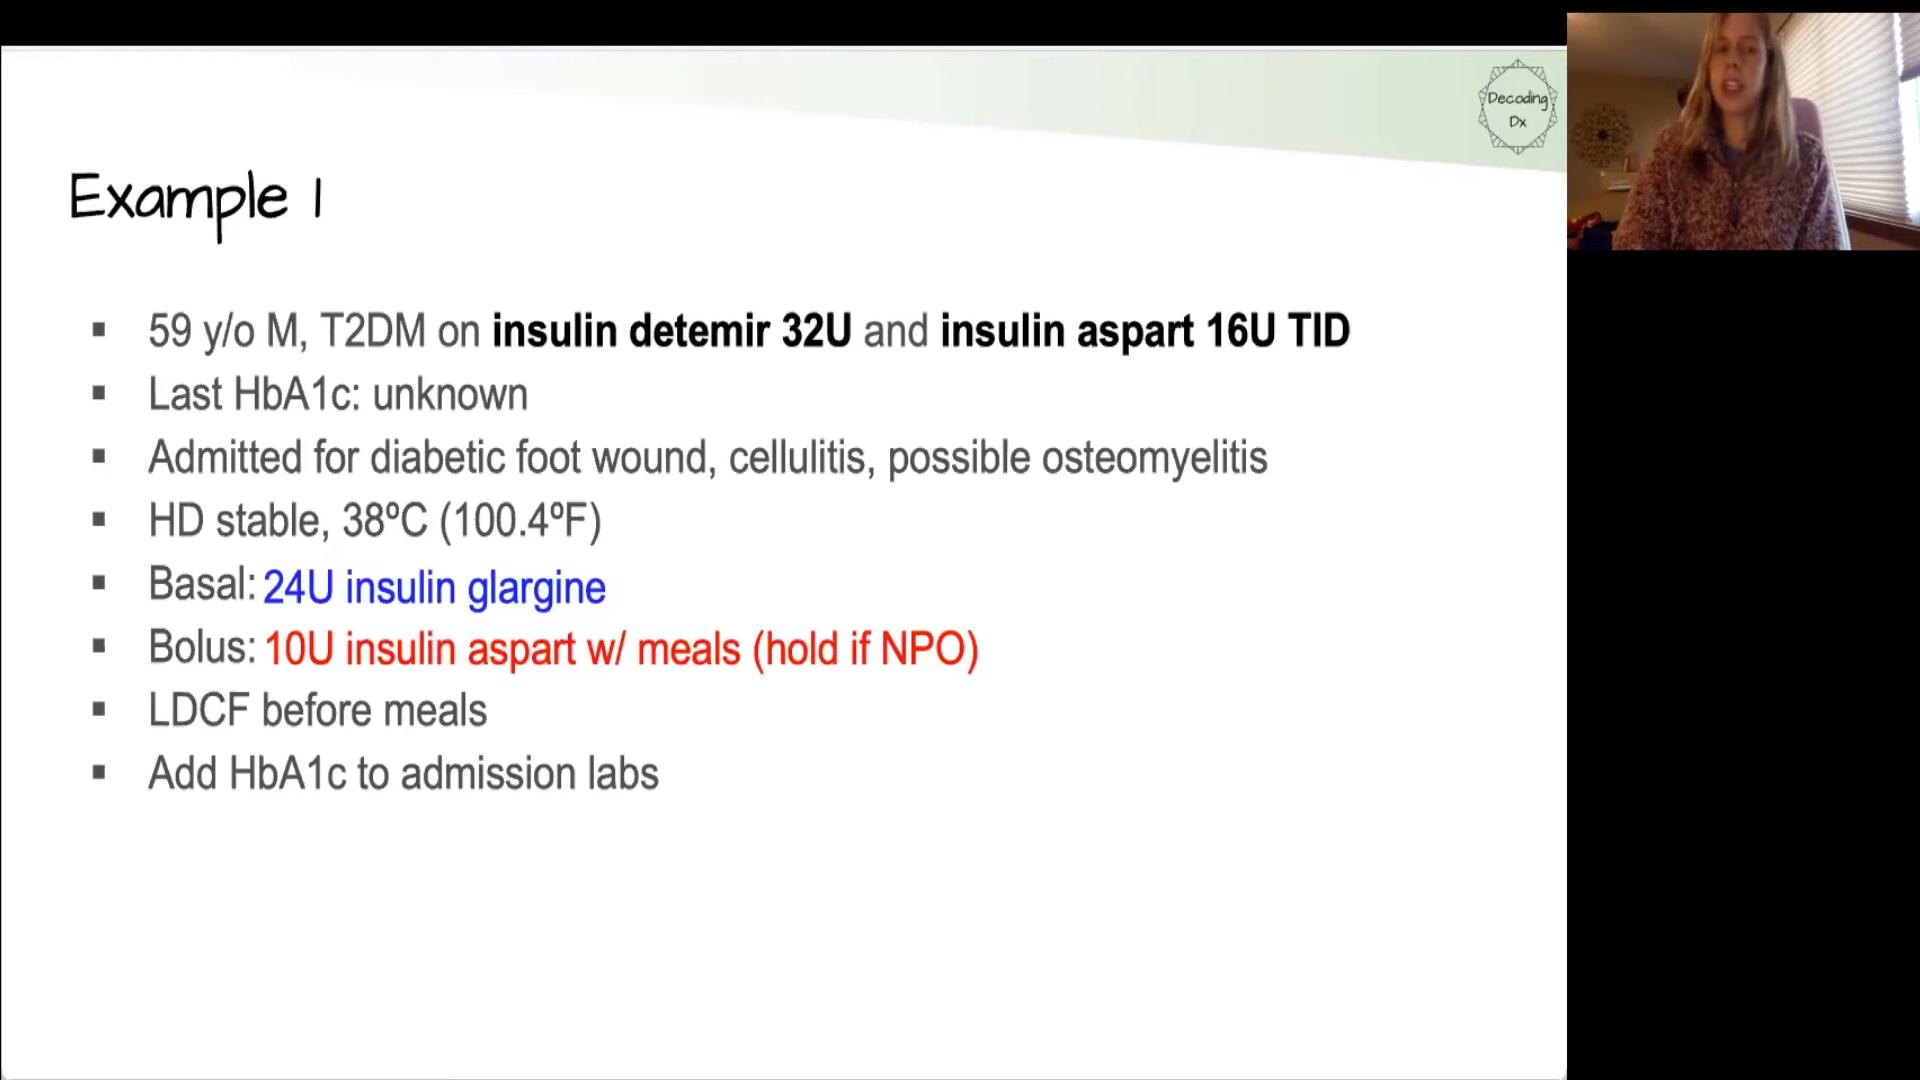 Decoding
Dx
Example 1
▪ 59 y/o M, T2DM on insulin detemir 32U and insulin aspart 16U TID
▪ Last HbA1c: unknown
▪ Admitted for diabetic foot wound, cellulitis, possible osteomyelitis
▪ HD stable, 38ºC (100.4ºF)
▪ Basal: 24U insulin glargine
▪ Bolus: 10U insulin aspart w/ meals (hold if NPO)
▪ LDCF before meals
▪ Add HbA1c to admission labs